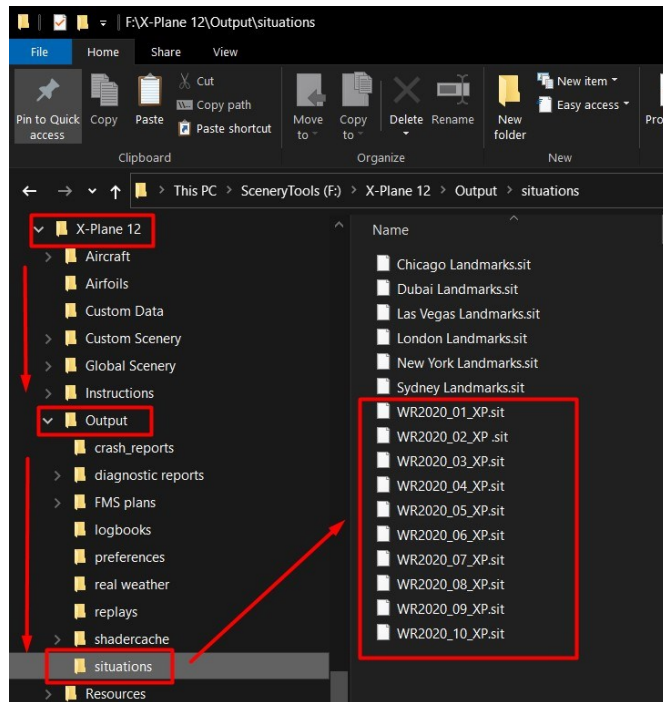 F:\X-Plane 12\Output\situations
File Home Share View
Pin to Quick access
Copy
Paste
Cut
Copy path
Paste shortcut
Move to
Copy to
Delete
Rename
New folder
New item
Easy access
Pro
Clipboard
Organize
New
This PC > SceneryTools (F:) > X-Plane 12 > Output > situations
X-Plane 12
Aircraft
Airfoils
Custom Data
Custom Scenery
Global Scenery
Instructions
Output
crash_reports
diagnostic reports
FMS plans
logbooks
preferences
real weather
replays
shadercache
situations
Resources
Name
Chicago Landmarks.sit
Dubai Landmarks.sit
Las Vegas Landmarks.sit
London Landmarks.sit
New York Landmarks.sit
Sydney Landmarks.sit
WR2020_01_XP.sit
WR2020_02_XP .sit
WR2020_03_XP.sit
WR2020_04_XP.sit
WR2020_05_XP.sit
WR2020_06_XP.sit
WR2020_07_XP.sit
WR2020_08_XP.sit
WR2020_09_XP.sit
WR2020_10_XP.sit